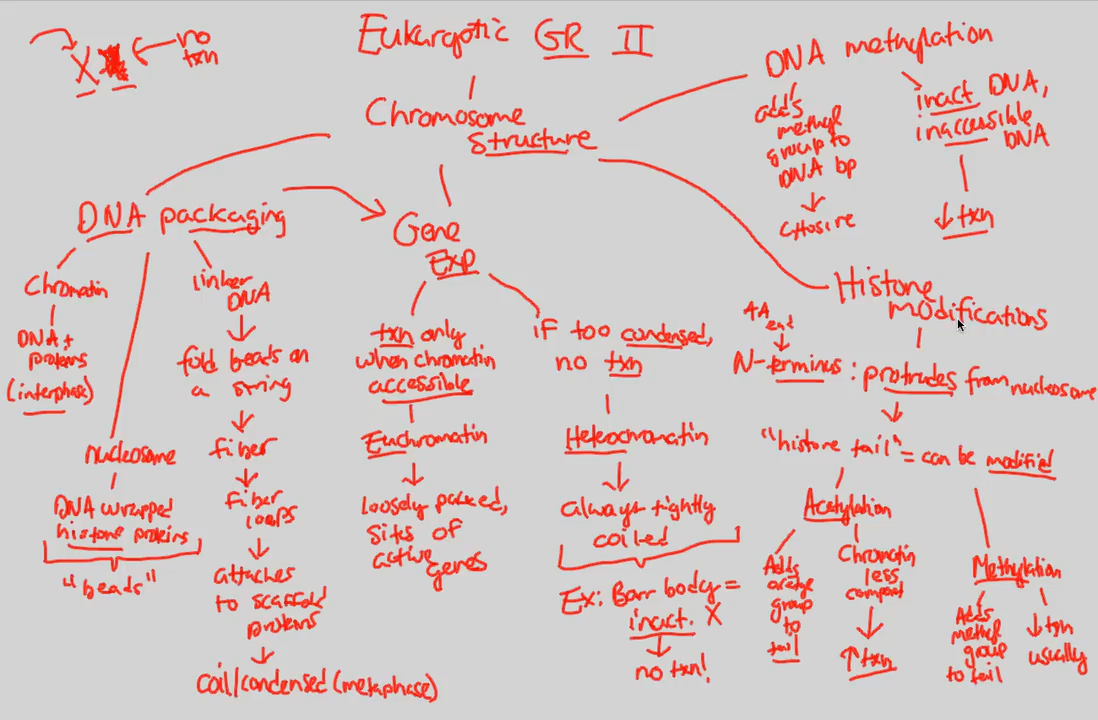 Eukaryotic GR II
X X
no
txn
Chromosome
structure
DNA methylation
adds
methyl
group to
DNA bp
cytosine
inact DNA,
inaccessible
DNA
↓ txn
DNA packaging
Chromatin
DNA +
proteins
(interphase)
nucleosome
DNA wrapped
histone proteins
"beads"
linker
DNA
fold beads on
a string
fiber
fiber
loops
attaches
to scaffold
proteins
coil/condensed (metaphase)
Gene
Exp
txn only
when chromatin
accessible
Euchromatin
loosely packed,
sites of
active genes
if too condensed,
no txn
Heterochromatin
always tightly
coiled
Ex: Barr body =
inact. X
no txn!
Histone
modifications
AA
end
N-terminus: protrudes from nucleosome
"histone tail" = can be modified
Acetylation
Adds
acetyl
group
to
tail
Chromatin
less
compact
↑ txn
Methylation
Adds
methyl
group
to tail
↓ txn
usually